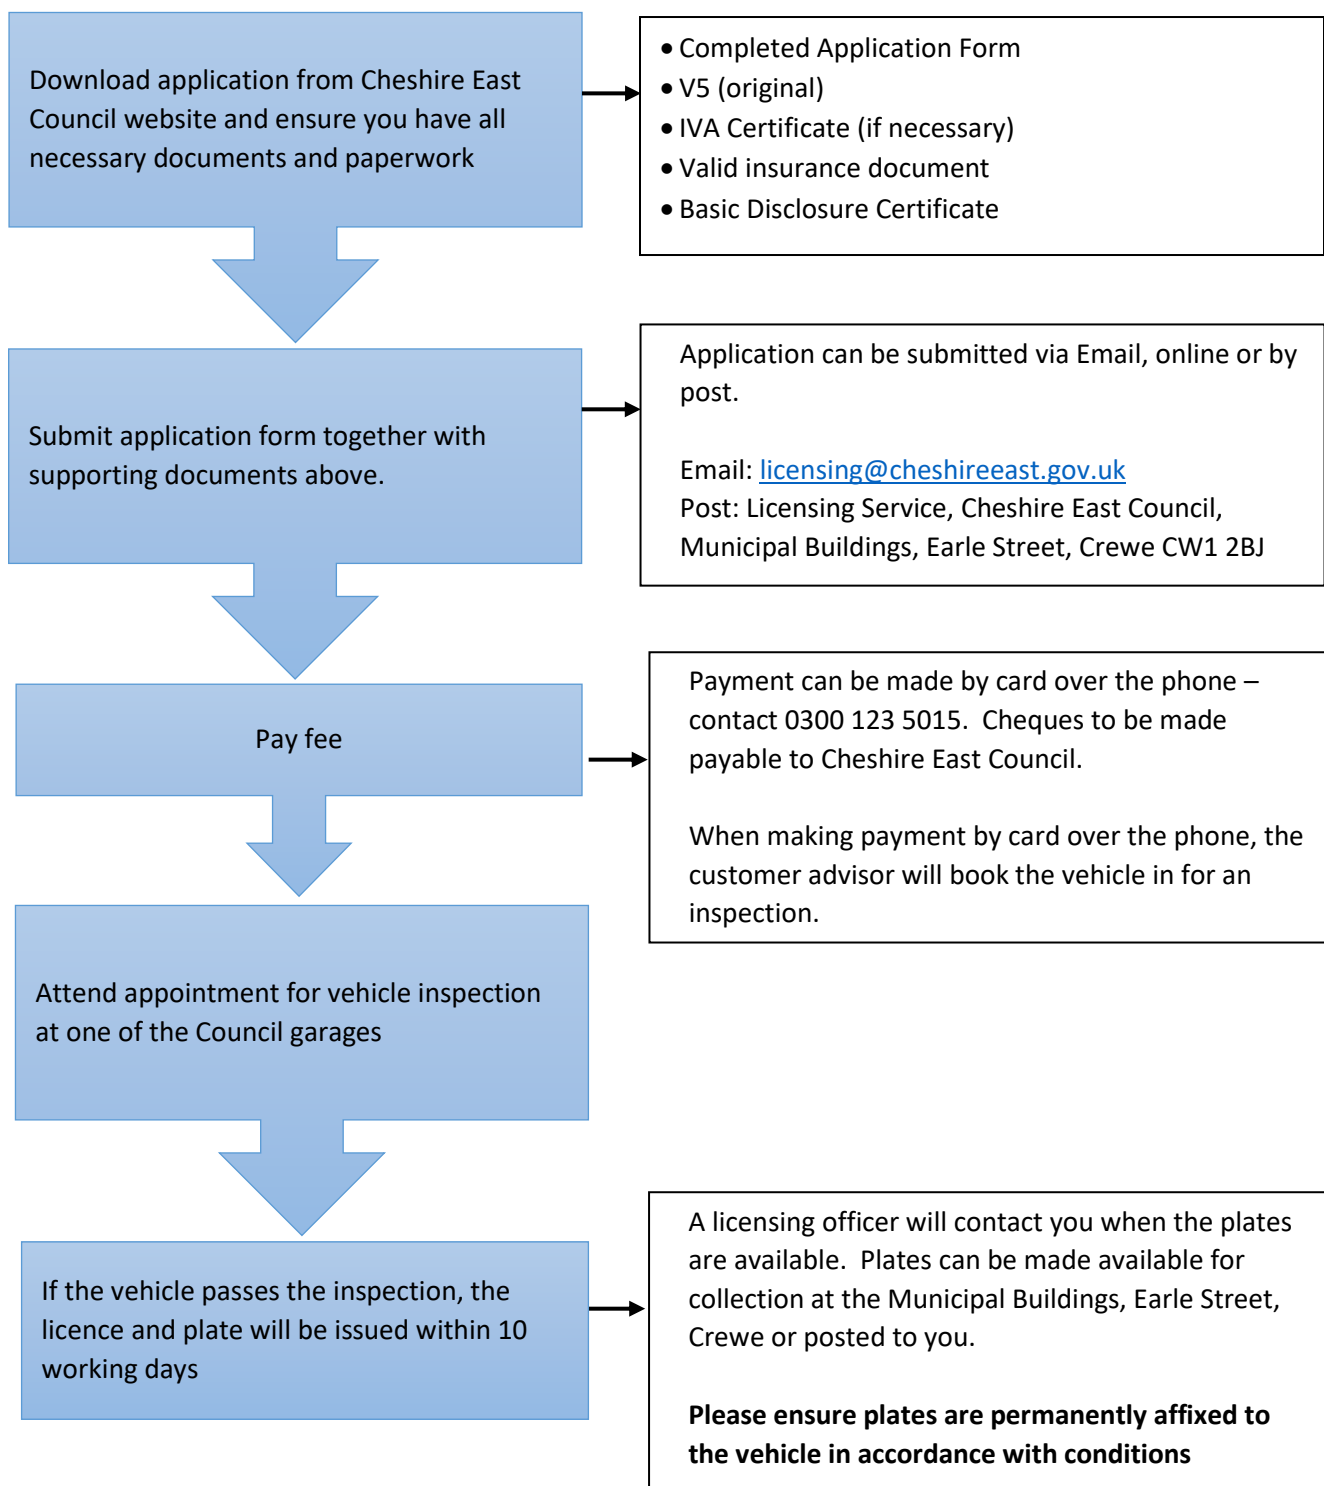 Download application from Cheshire East
Council website and ensure you have all
necessary documents and paperwork
• Completed Application Form
• V5 (original)
• IVA Certificate (if necessary)
• Valid insurance document
• Basic Disclosure Certificate
Submit application form together with
supporting documents above.
Application can be submitted via Email, online or by
post.
Email: licensing@cheshireeast.gov.uk
Post: Licensing Service, Cheshire East Council,
Municipal Buildings, Earle Street, Crewe CW1 2BJ
Pay fee
Payment can be made by card over the phone –
contact 0300 123 5015.  Cheques to be made
payable to Cheshire East Council.
When making payment by card over the phone, the
customer advisor will book the vehicle in for an
inspection.
Attend appointment for vehicle inspection
at one of the Council garages
If the vehicle passes the inspection, the
licence and plate will be issued within 10
working days
A licensing officer will contact you when the plates
are available.  Plates can be made available for
collection at the Municipal Buildings, Earle Street,
Crewe or posted to you.
Please ensure plates are permanently affixed to
the vehicle in accordance with conditions